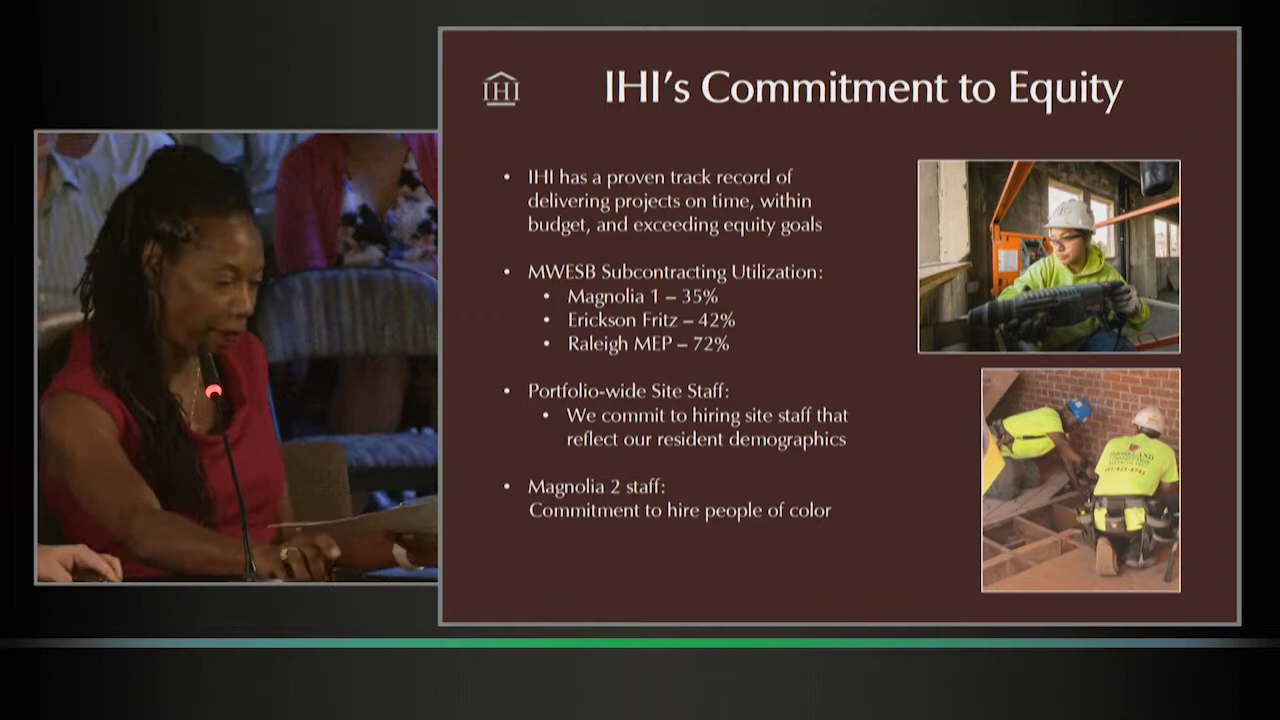 IHI
IHI's Commitment to Equity
• IHI has a proven track record of
delivering projects on time, within
budget, and exceeding equity goals
• MWESB Subcontracting Utilization:
• Magnolia 1 – 35%
• Erickson Fritz – 42%
• Raleigh MEP – 72%
• Portfolio-wide Site Staff:
• We commit to hiring site staff that
reflect our resident demographics
• Magnolia 2 staff:
Commitment to hire people of color